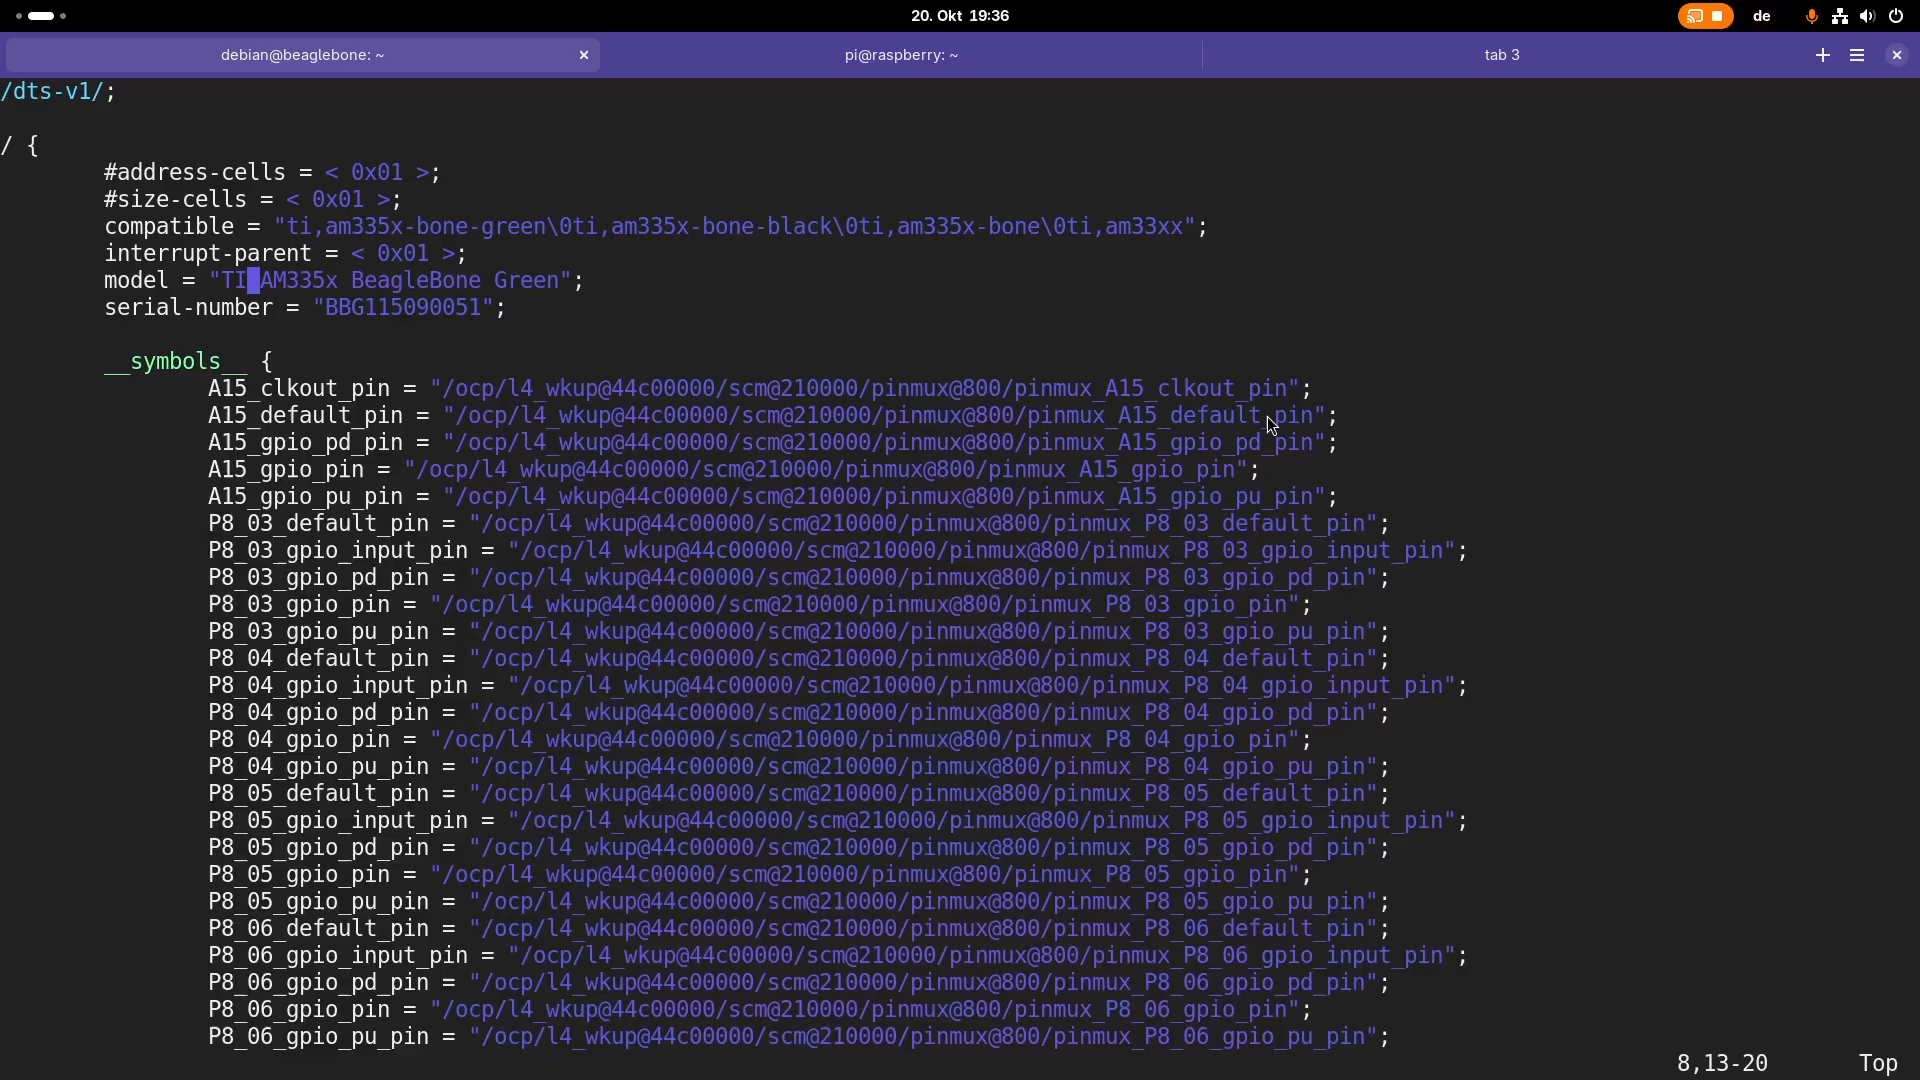 20. Okt 19:36
de
debian@beaglebone: ~
pi@raspberry: ~
tab 3
/dts-v1/;
/ {
#address-cells = < 0x01 >;
#size-cells = < 0x01 >;
compatible = "ti,am335x-bone-green\0ti,am335x-bone-black\0ti,am335x-bone\0ti,am33xx";
interrupt-parent = < 0x01 >;
model = "TI AM335x BeagleBone Green";
serial-number = "BBG115090051";
__symbols__ {
A15_clkout_pin = "/ocp/l4_wkup@44c00000/scm@210000/pinmux@800/pinmux_A15_clkout_pin";
A15_default_pin = "/ocp/l4_wkup@44c00000/scm@210000/pinmux@800/pinmux_A15_default_pin";
A15_gpio_pd_pin = "/ocp/l4_wkup@44c00000/scm@210000/pinmux@800/pinmux_A15_gpio_pd_pin";
A15_gpio_pin = "/ocp/l4_wkup@44c00000/scm@210000/pinmux@800/pinmux_A15_gpio_pin";
A15_gpio_pu_pin = "/ocp/l4_wkup@44c00000/scm@210000/pinmux@800/pinmux_A15_gpio_pu_pin";
P8_03_default_pin = "/ocp/l4_wkup@44c00000/scm@210000/pinmux@800/pinmux_P8_03_default_pin";
P8_03_gpio_input_pin = "/ocp/l4_wkup@44c00000/scm@210000/pinmux@800/pinmux_P8_03_gpio_input_pin";
P8_03_gpio_pd_pin = "/ocp/l4_wkup@44c00000/scm@210000/pinmux@800/pinmux_P8_03_gpio_pd_pin";
P8_03_gpio_pin = "/ocp/l4_wkup@44c00000/scm@210000/pinmux@800/pinmux_P8_03_gpio_pin";
P8_03_gpio_pu_pin = "/ocp/l4_wkup@44c00000/scm@210000/pinmux@800/pinmux_P8_03_gpio_pu_pin";
P8_04_default_pin = "/ocp/l4_wkup@44c00000/scm@210000/pinmux@800/pinmux_P8_04_default_pin";
P8_04_gpio_input_pin = "/ocp/l4_wkup@44c00000/scm@210000/pinmux@800/pinmux_P8_04_gpio_input_pin";
P8_04_gpio_pd_pin = "/ocp/l4_wkup@44c00000/scm@210000/pinmux@800/pinmux_P8_04_gpio_pd_pin";
P8_04_gpio_pin = "/ocp/l4_wkup@44c00000/scm@210000/pinmux@800/pinmux_P8_04_gpio_pin";
P8_04_gpio_pu_pin = "/ocp/l4_wkup@44c00000/scm@210000/pinmux@800/pinmux_P8_04_gpio_pu_pin";
P8_05_default_pin = "/ocp/l4_wkup@44c00000/scm@210000/pinmux@800/pinmux_P8_05_default_pin";
P8_05_gpio_input_pin = "/ocp/l4_wkup@44c00000/scm@210000/pinmux@800/pinmux_P8_05_gpio_input_pin";
P8_05_gpio_pd_pin = "/ocp/l4_wkup@44c00000/scm@210000/pinmux@800/pinmux_P8_05_gpio_pd_pin";
P8_05_gpio_pin = "/ocp/l4_wkup@44c00000/scm@210000/pinmux@800/pinmux_P8_05_gpio_pin";
P8_05_gpio_pu_pin = "/ocp/l4_wkup@44c00000/scm@210000/pinmux@800/pinmux_P8_05_gpio_pu_pin";
P8_06_default_pin = "/ocp/l4_wkup@44c00000/scm@210000/pinmux@800/pinmux_P8_06_default_pin";
P8_06_gpio_input_pin = "/ocp/l4_wkup@44c00000/scm@210000/pinmux@800/pinmux_P8_06_gpio_input_pin";
P8_06_gpio_pd_pin = "/ocp/l4_wkup@44c00000/scm@210000/pinmux@800/pinmux_P8_06_gpio_pd_pin";
P8_06_gpio_pin = "/ocp/l4_wkup@44c00000/scm@210000/pinmux@800/pinmux_P8_06_gpio_pin";
P8_06_gpio_pu_pin = "/ocp/l4_wkup@44c00000/scm@210000/pinmux@800/pinmux_P8_06_gpio_pu_pin";
8,13-20 Top